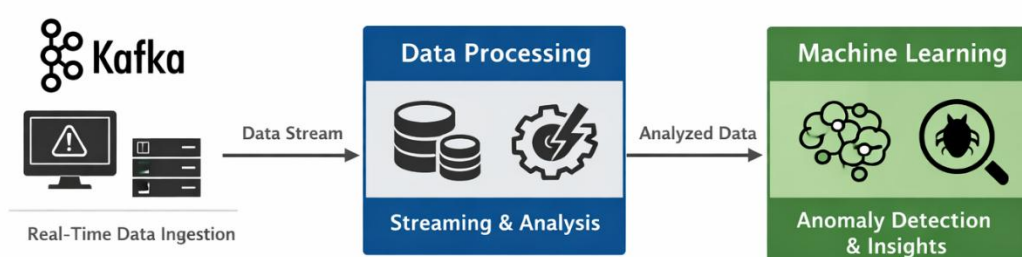 Kafka
Real-Time Data Ingestion
Data Stream
Data Processing
Streaming & Analysis
Analyzed Data
Machine Learning
Anomaly Detection
& Insights